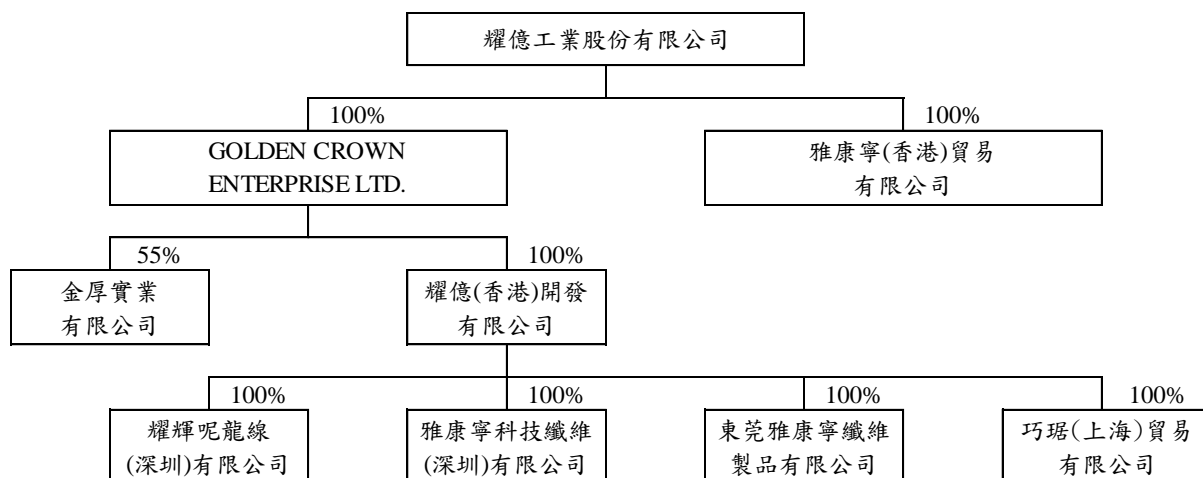 耀億工業股份有限公司
100%
100%
GOLDEN CROWN
ENTERPRISE LTD.
雅康寧(香港)貿易
有限公司
55%
100%
金厚實業
有限公司
耀億(香港)開發
有限公司
100%
100%
100%
100%
耀輝呢龍線
(深圳)有限公司
雅康寧科技纖維
(深圳)有限公司
東莞雅康寧纖維
製品有限公司
巧琚(上海)貿易
有限公司